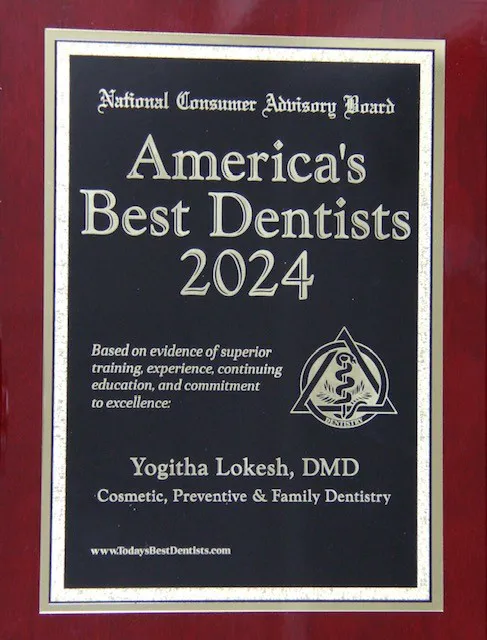 National Consumer Advisory Board
America's
Best Dentists
2024
Based on evidence of superior
training, experience, continuing
education, and commitment
to excellence:
DENTISTRY
Yogitha Lokesh, DMD
Cosmetic, Preventive & Family Dentistry
www.TodaysBestDentists.com